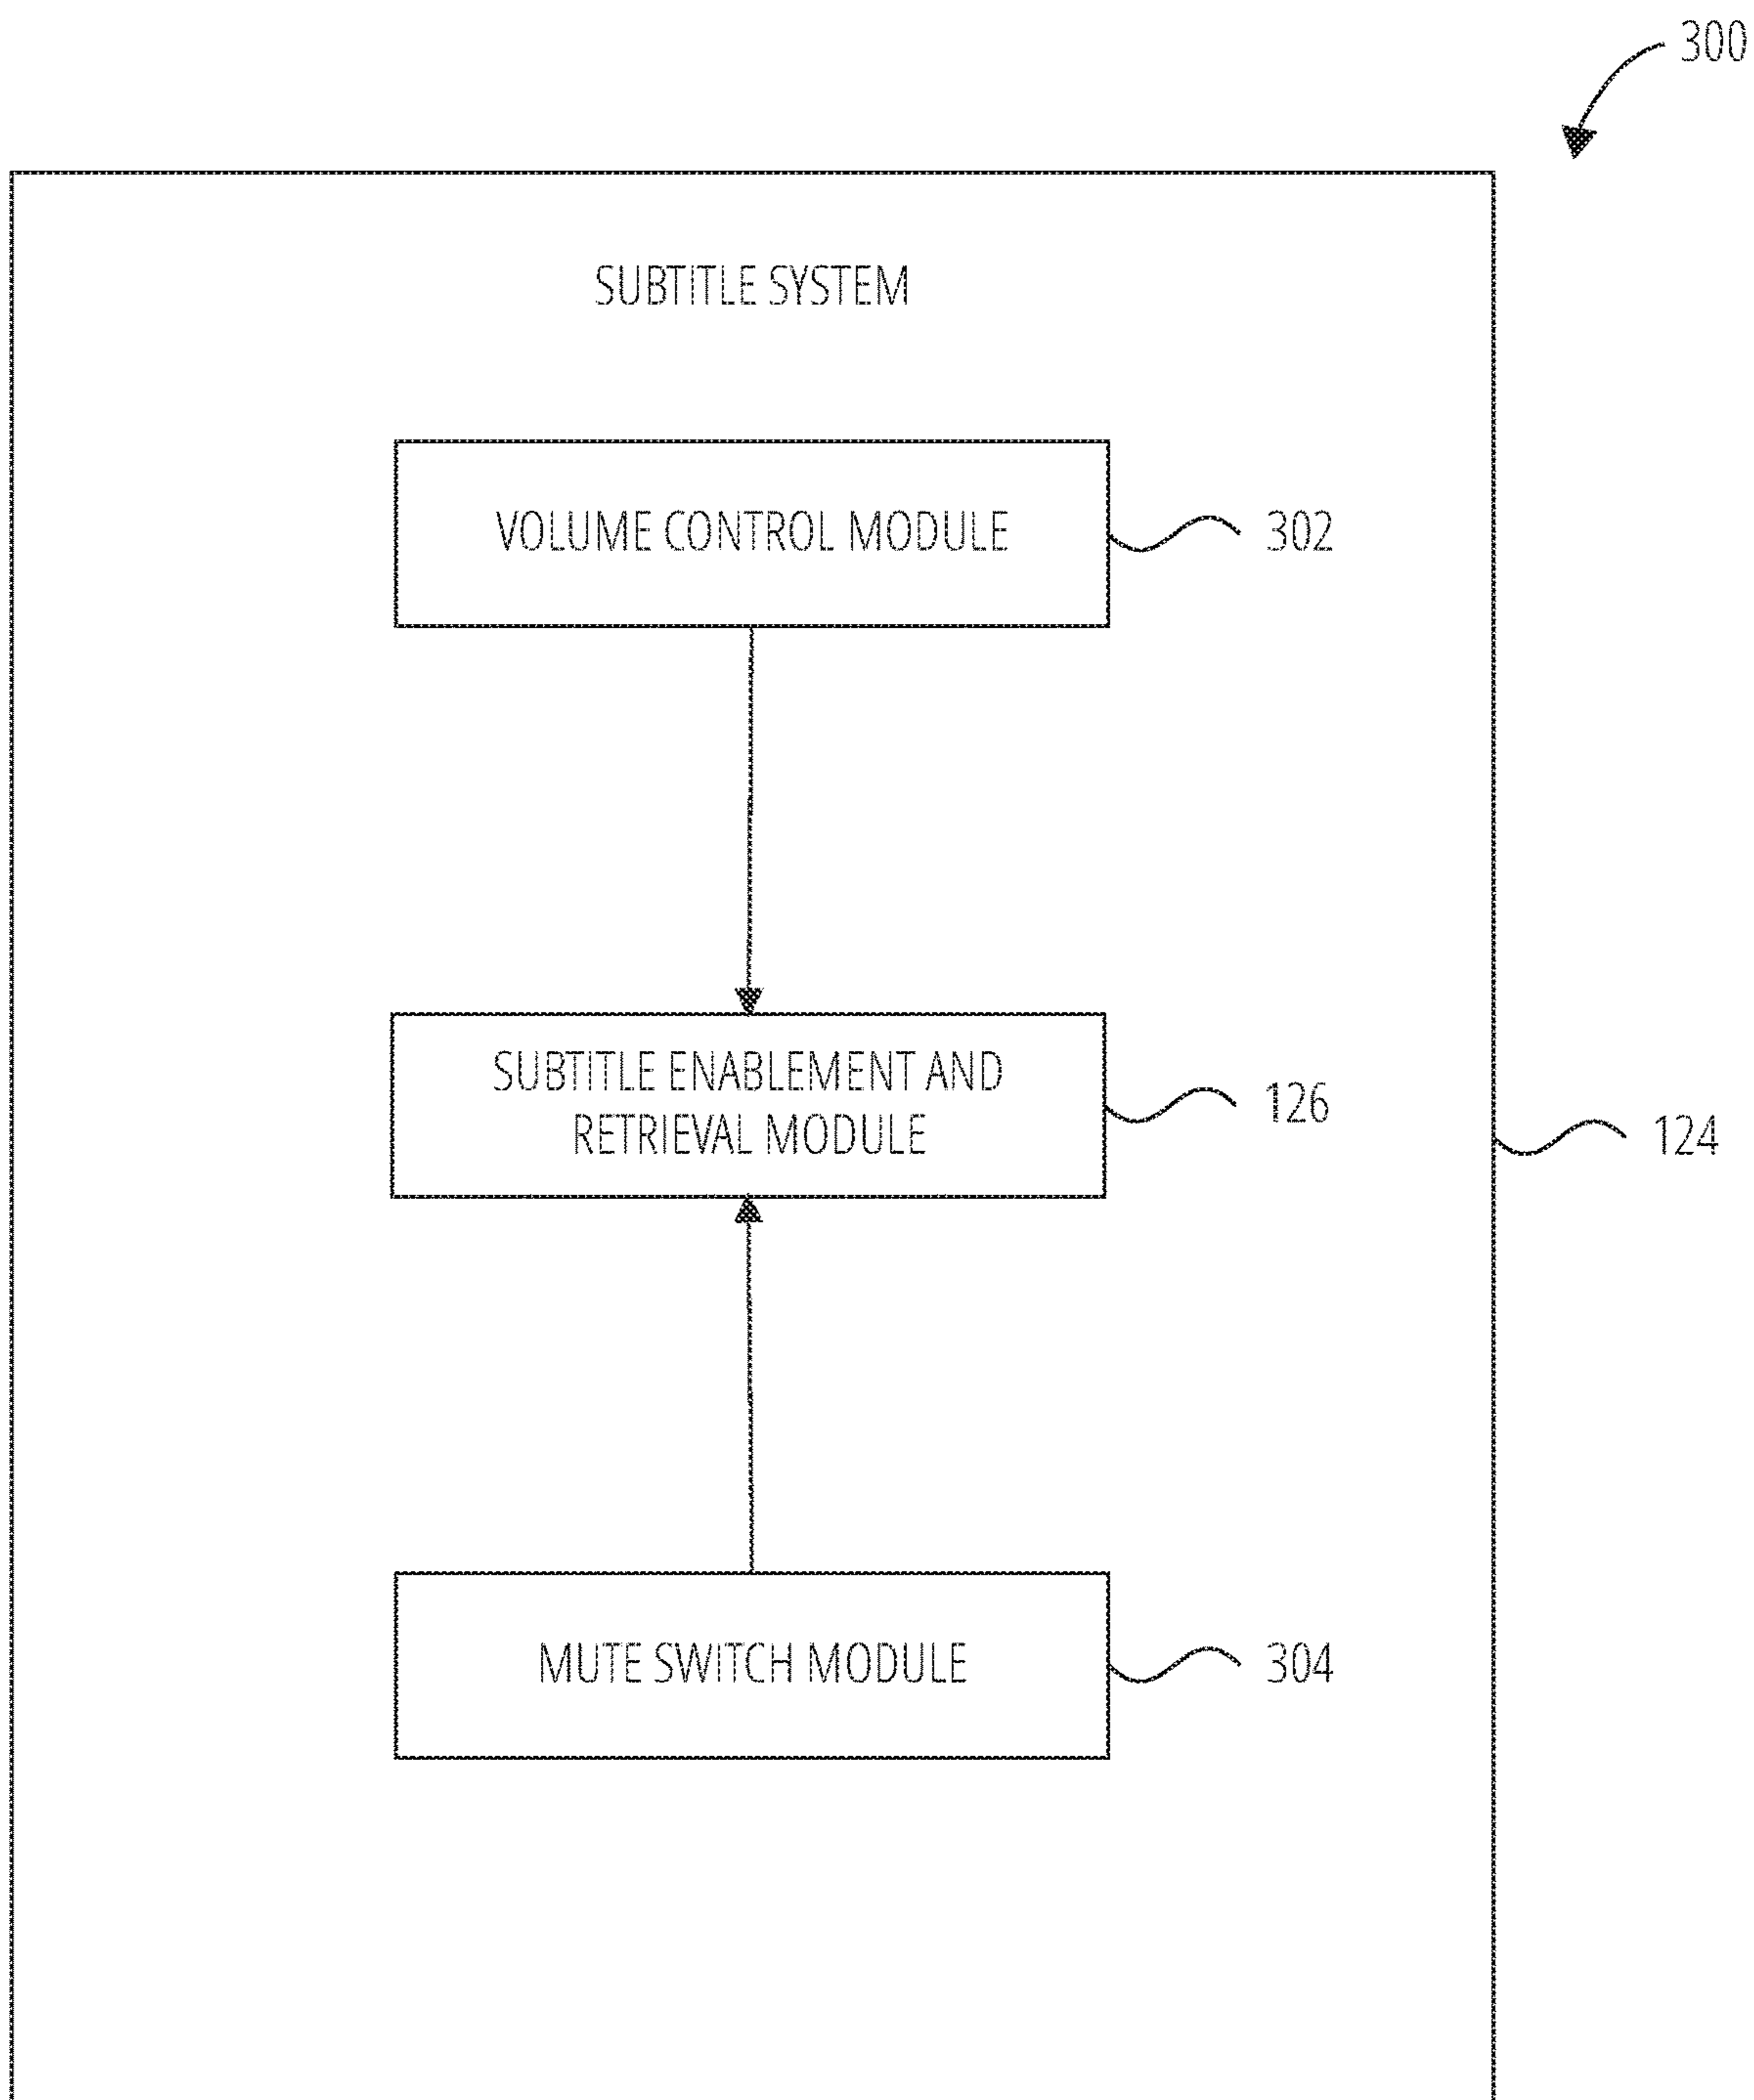 300
SUBTITLE SYSTEM
VOLUME CONTROL MODULE
302
SUBTITLE ENABLEMENT AND
RETRIEVAL MODULE
126
124
MUTE SWITCH MODULE
304